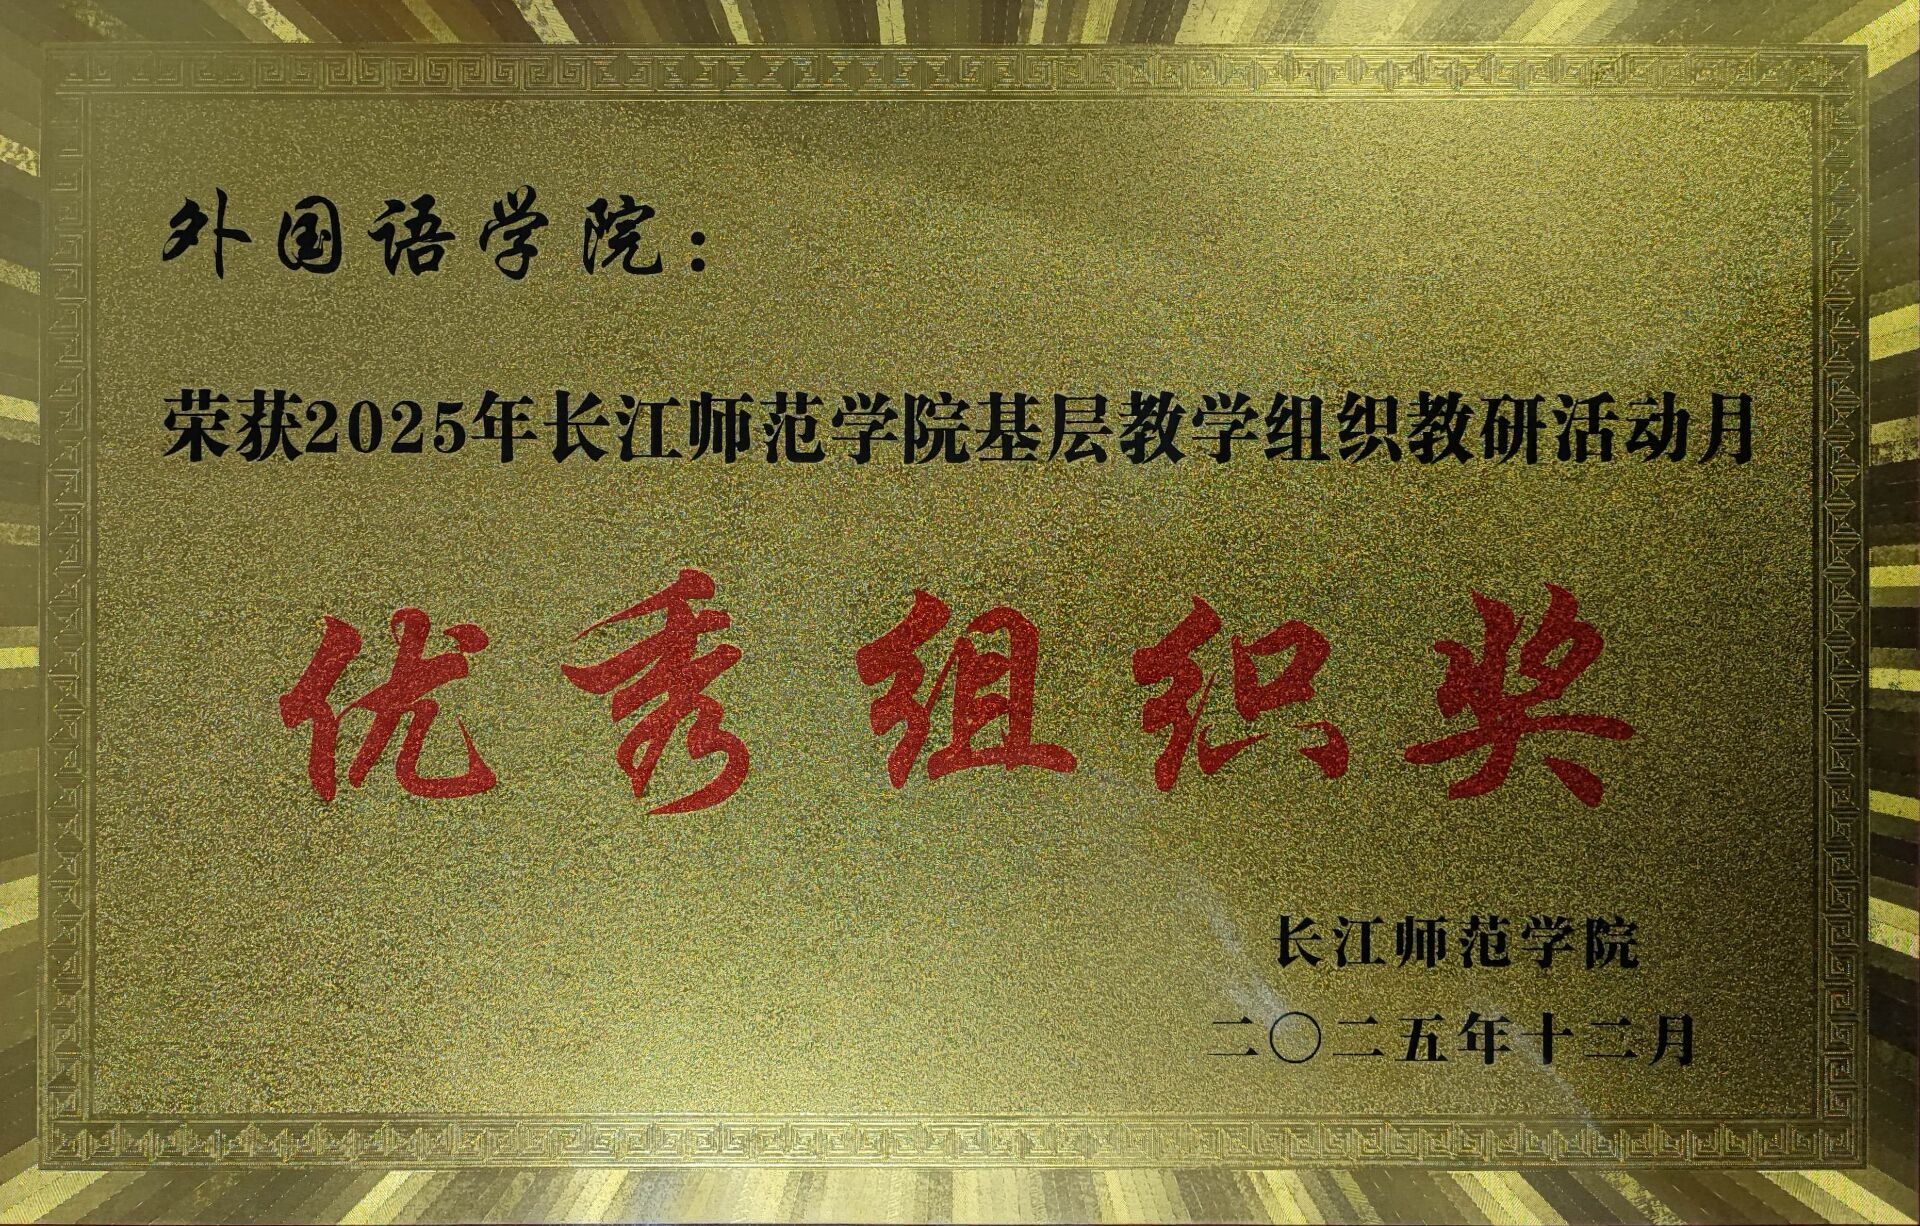 外国语学院：
荣获2025年长江师范学院基层教学组织教研活动月
优秀组织奖
长江师范学院
二〇二五年十二月